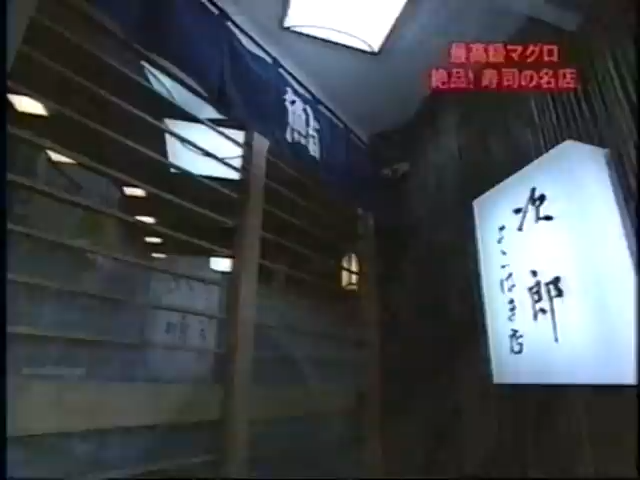 最高級マグロ
絶品!寿司の名店
次郎
よこはま店